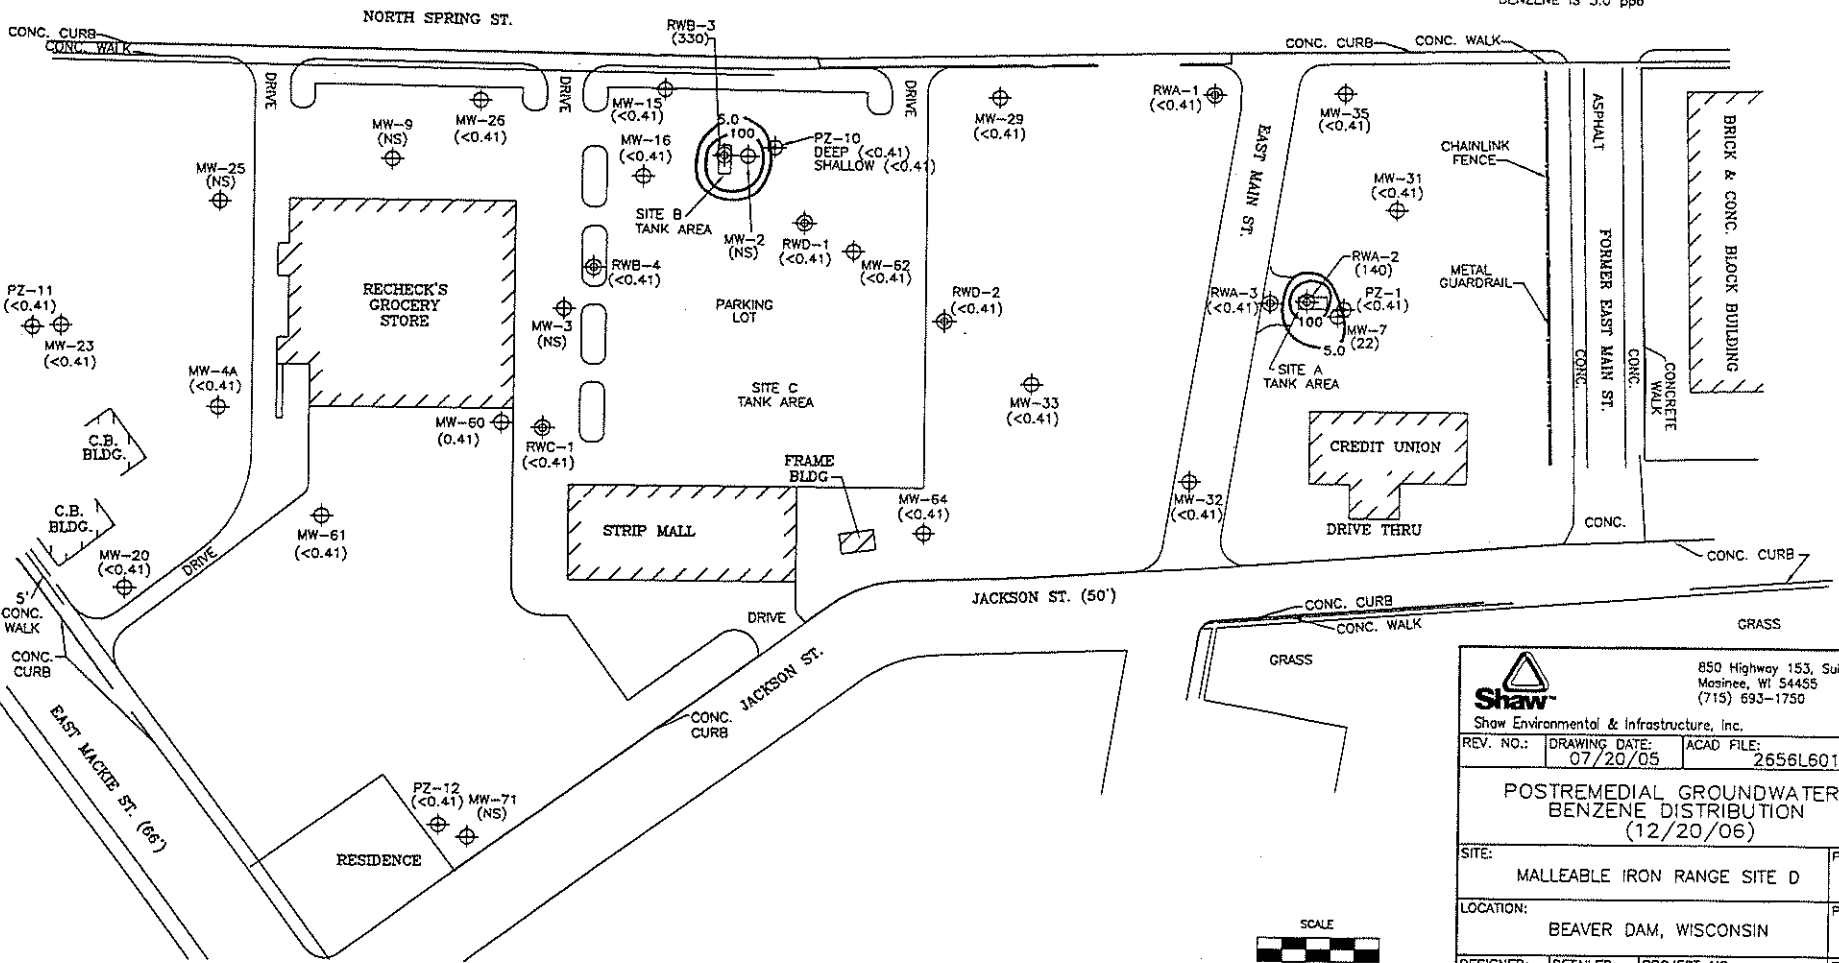 BENZENE IS 5.0 ppb
NORTH SPRING ST.
CONC. CURB
CONC. WALK
RWB-3
(330)
CONC. CURB
CONC. WALK
DRIVE
DRIVE
DRIVE
MW-9
(NS)
MW-26
(<0.41)
MW-15
(<0.41)
MW-16
(<0.41)
5.0
100
PZ-10
DEEP (<0.41)
SHALLOW (<0.41)
MW-29
(<0.41)
RWA-1
(<0.41)
EAST MAIN ST.
MW-35
(<0.41)
CHAINLINK
FENCE
ASPHALT
BRICK & CONC. BLOCK BUILDING
MW-25
(NS)
SITE B
TANK AREA
MW-2
(NS)
RWD-1
(<0.41)
MW-62
(<0.41)
MW-31
(<0.41)
METAL
GUARDRAIL
FORMER EAST MAIN ST.
PZ-11
(<0.41)
MW-23
(<0.41)
RECHECK'S
GROCERY
STORE
RWB-4
(<0.41)
MW-3
(NS)
PARKING
LOT
RWD-2
(<0.41)
RWA-2
(140)
RWA-3
(<0.41)
PZ-1
(<0.41)
100
MW-7
(22)
5.0
SITE A
TANK AREA
CONC.
CONC.
CONCRETE
WALK
MW-4A
(<0.41)
SITE C
TANK AREA
MW-33
(<0.41)
MW-60
(0.41)
RWC-1
(<0.41)
C.B.
BLDG.
FRAME
BLDG
CREDIT UNION
C.B.
BLDG.
MW-61
(<0.41)
STRIP MALL
MW-64
(<0.41)
MW-32
(<0.41)
DRIVE THRU
CONC.
MW-20
(<0.41)
DRIVE
CONC. CURB
5'
CONC.
WALK
JACKSON ST. (50')
CONC. CURB
CONC. WALK
DRIVE
GRASS
CONC.
CURB
GRASS
JACKSON ST.
CONC.
CURB
EAST MACKIE ST. (66')
PZ-12
(<0.41)
MW-71
(NS)
RESIDENCE
SCALE
Shaw™
850 Highway 153, Sui
Mosinee, WI 54455
(715) 693-1750
Shaw Environmental & Infrastructure, Inc.
REV. NO.: DRAWING DATE: ACAD FILE:
07/20/05 2656L601
POSTREMEDIAL GROUNDWATER
BENZENE DISTRIBUTION
(12/20/06)
SITE:
MALLEABLE IRON RANGE SITE D
LOCATION:
BEAVER DAM, WISCONSIN